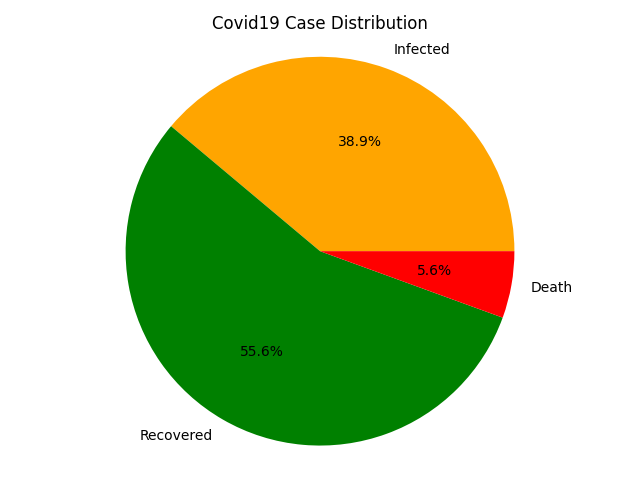 Covid19 Case Distribution
Infected
38.9%
5.6%
Death
55.6%
Recovered